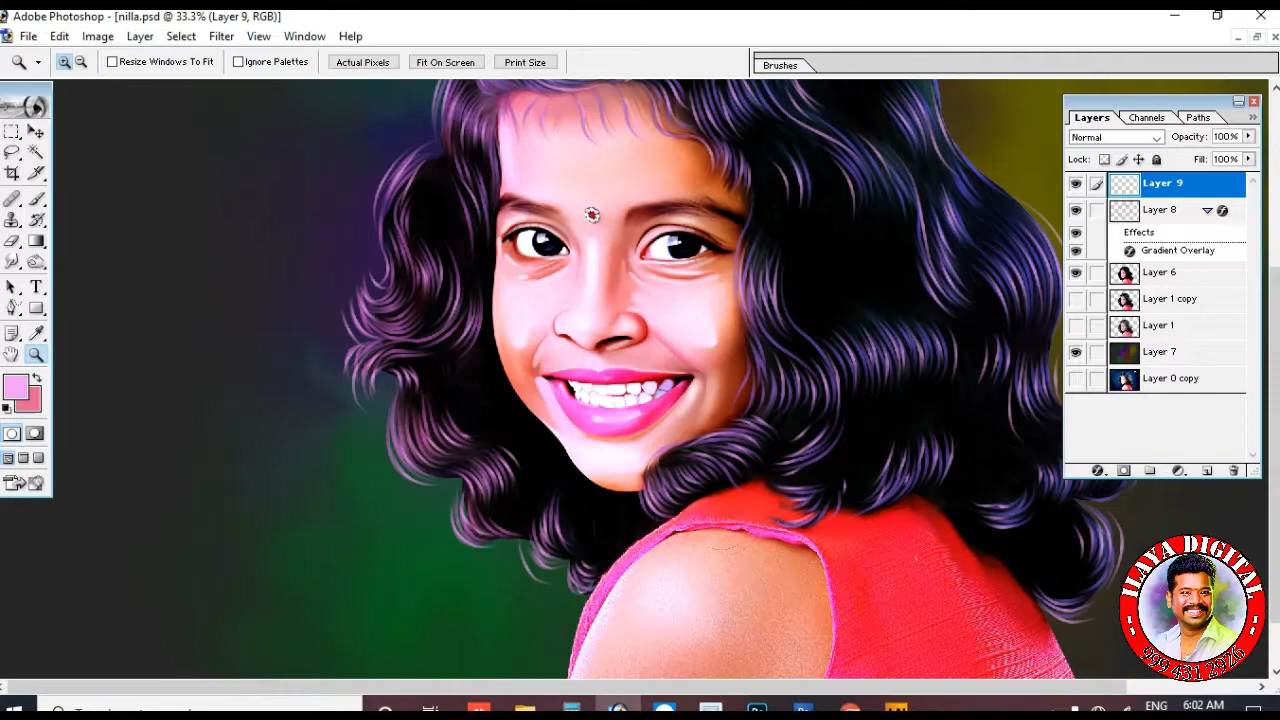 Adobe Photoshop - [nilla.psd @ 33.3% (Layer 9, RGB)]
File Edit Image Layer Select Filter View Window Help
Resize Windows To Fit Ignore Palettes Actual Pixels Fit On Screen Print Size Brushes
Layers Channels Paths
Normal Opacity: 100%
Lock: Fill: 100%
Layer 9
Layer 8
Effects
Gradient Overlay
Layer 6
Layer 1 copy
Layer 1
Layer 7
Layer 0 copy
ILAYA DIGITAL
959 431 2926
ENG 6:02 AM